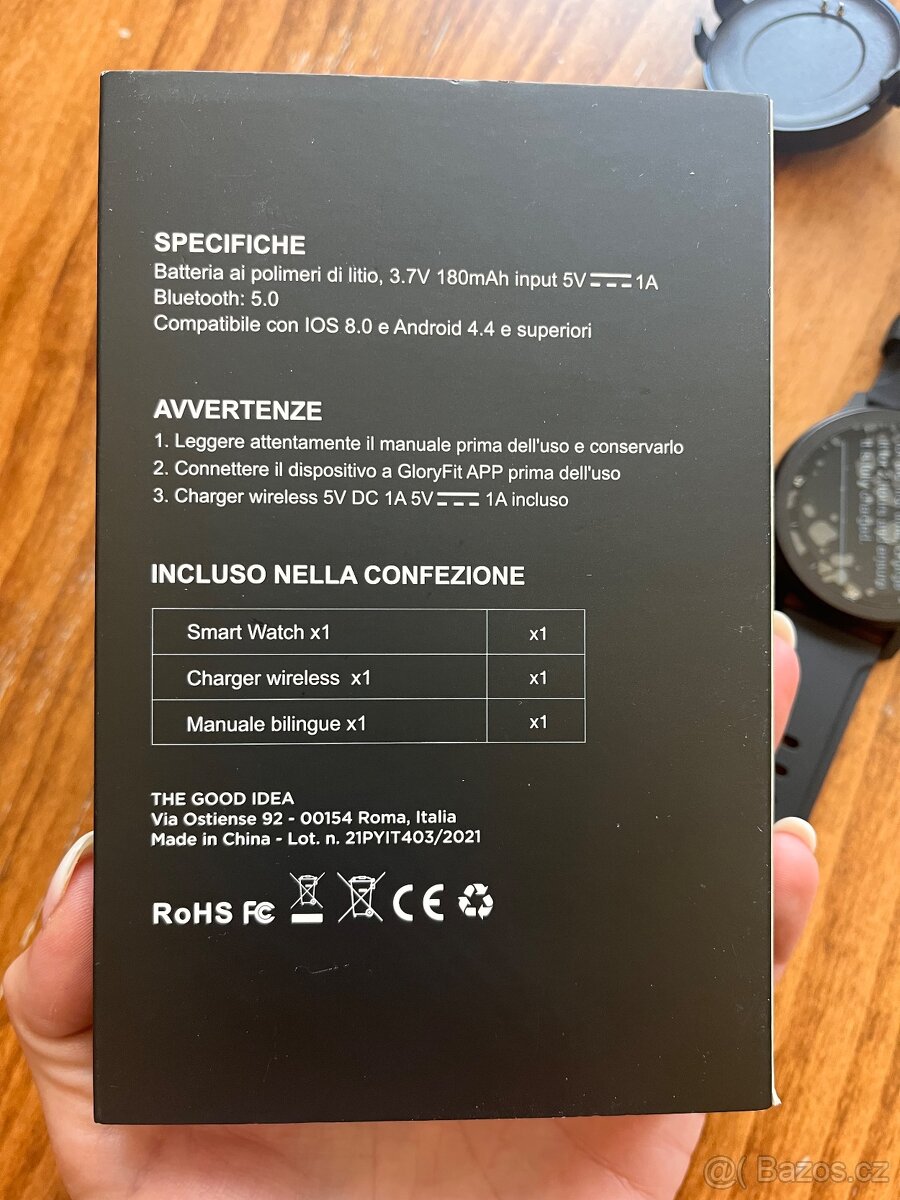 SPECIFICHE
Batteria ai polimeri di litio, 3.7V 180mAh input 5V⎓1A
Bluetooth: 5.0
Compatibile con IOS 8.0 e Android 4.4 e superiori
AVVERTENZE
1. Leggere attentamente il manuale prima dell'uso e conservarlo
2. Connettere il dispositivo a GloryFit APP prima dell'uso
3. Charger wireless 5V DC 1A 5V⎓1A incluso
INCLUSO NELLA CONFEZIONE
Smart Watch x1 x1
Charger wireless x1 x1
Manuale bilingue x1 x1
THE GOOD IDEA
Via Ostiense 92 - 00154 Roma, Italia
Made in China - Lot. n. 21PYIT403/2021
RoHS FC CE
@( Bazos.cz